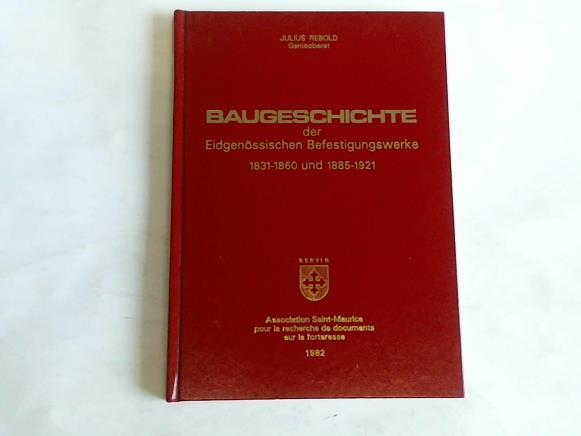 JULIUS REBOLD
Genieoberst
BAUGESCHICHTE
der
Eidgenössischen Befestigungswerke
1831-1860 und 1885-1921
SERVIR
Association Saint-Maurice
pour la recherche de documents
sur la forteresse
1982